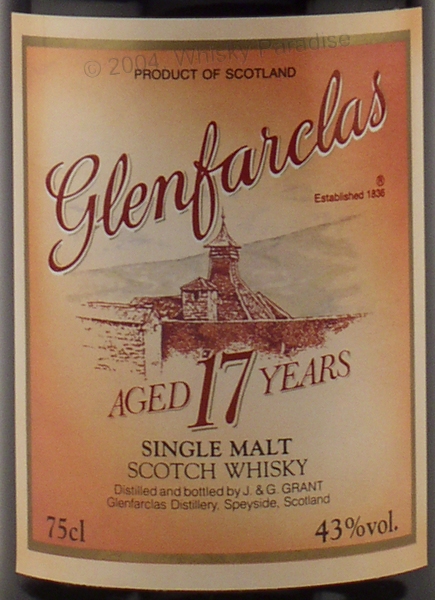 © 2004, Whisky Paradise
PRODUCT OF SCOTLAND
Glenfarclas
®
Established 1836
AGED 17 YEARS
SINGLE MALT
SCOTCH WHISKY
Distilled and bottled by J. & G. GRANT
Glenfarclas Distillery, Speyside, Scotland
75cl 43%vol.